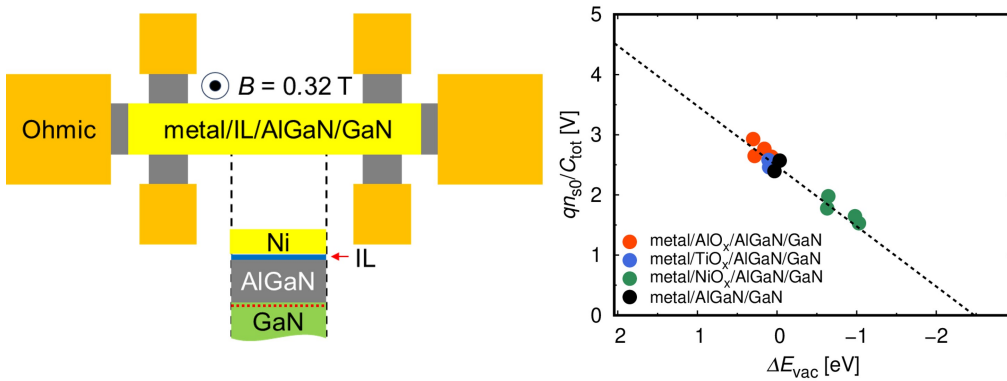 B = 0.32 T
Ohmic
metal/IL/AlGaN/GaN
Ni
IL
AlGaN
GaN
qnₛ₀/Cₜₒₜ [V]
5
4
3
2
1
0
metal/AlOₓ/AlGaN/GaN
metal/TiOₓ/AlGaN/GaN
metal/NiOₓ/AlGaN/GaN
metal/AlGaN/GaN
2 1 0 −1 −2
ΔE_vac [eV]